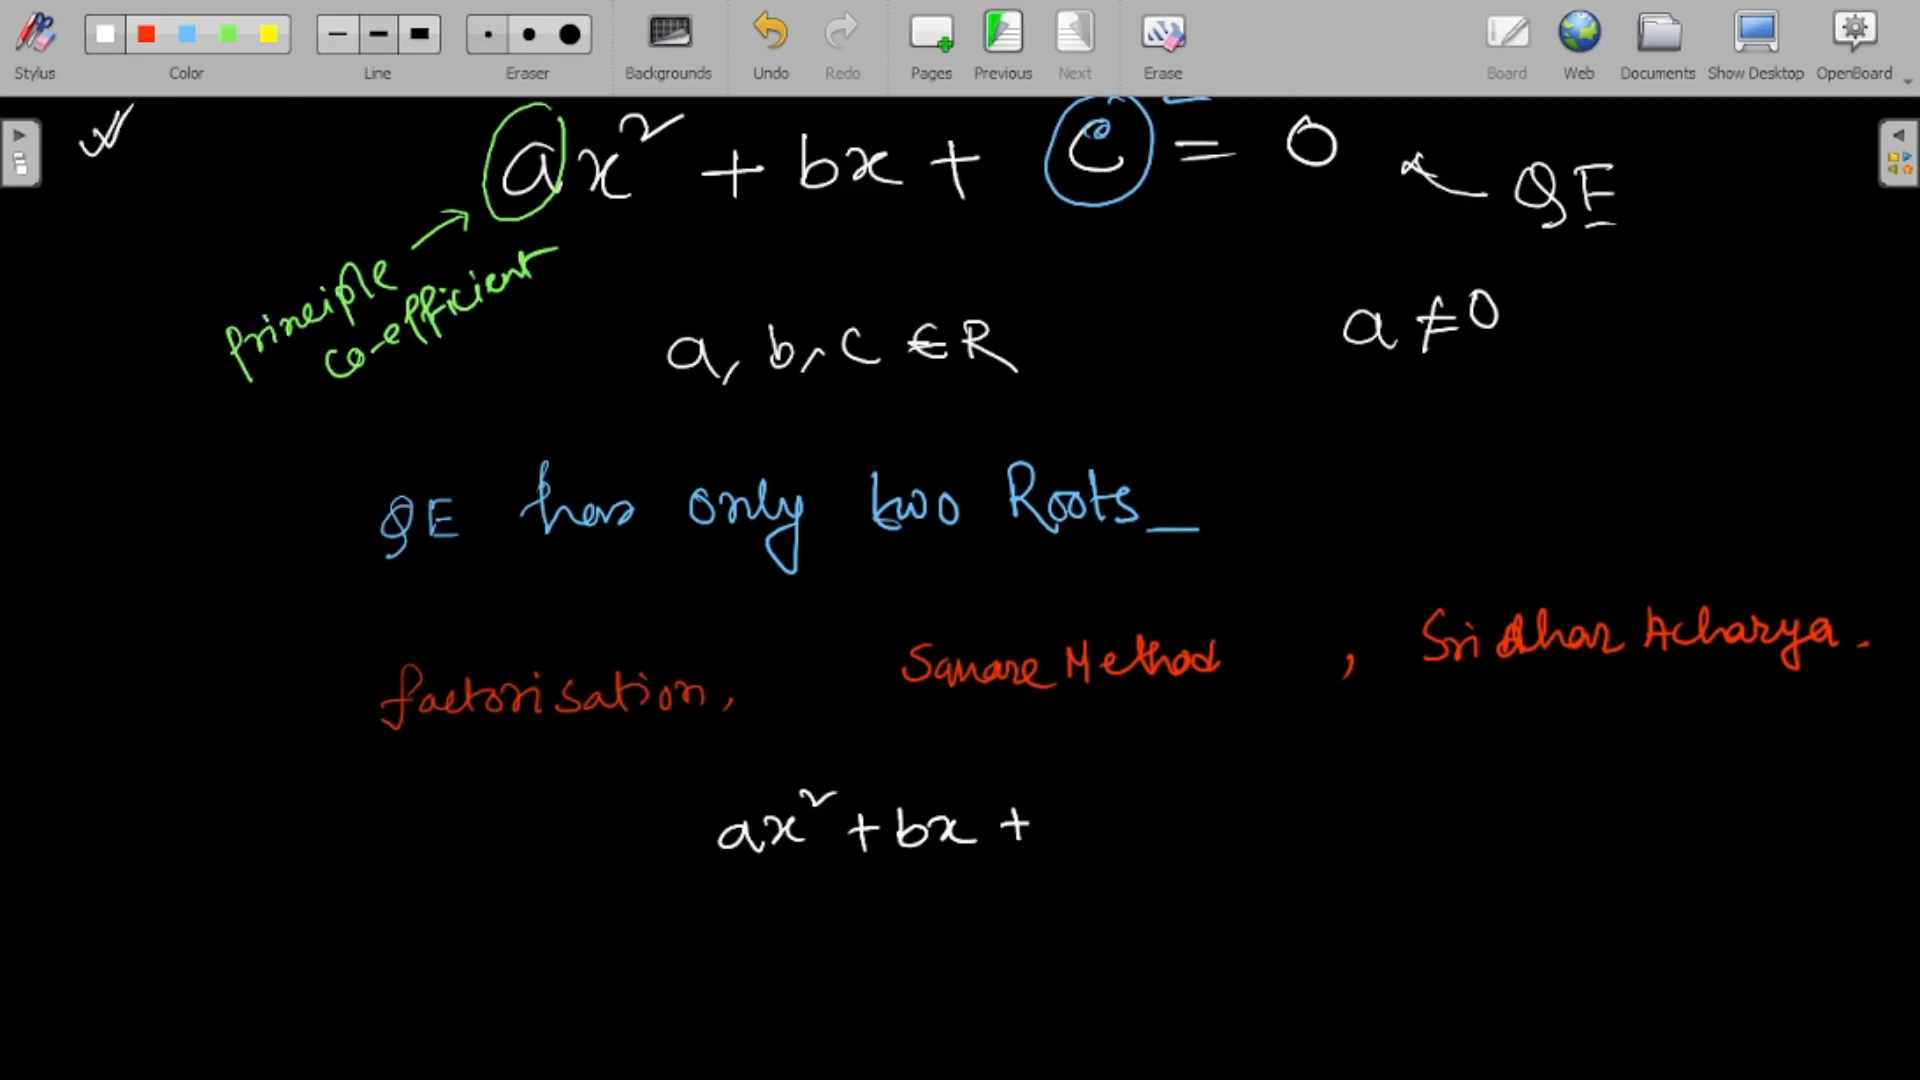 Stylus Color Line Eraser Backgrounds Undo Redo Pages Previous Next Erase Board Web Documents Show Desktop OpenBoard
ax² + bx + c = 0 QE
Principle
co-efficient
a, b, c ∈ R a ≠ 0
QE has only two Roots_
factorisation, Square Method , Sridhar Acharya.
ax² + bx +